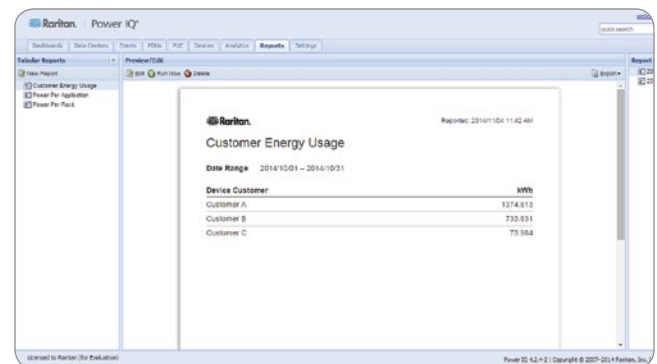 Raritan. Power IQ®
quick search
Dashboards Data Centers Events PDUs PUE Devices Analytics Reports Settings
Tabular Reports
Preview/Edit
Report
New Report
Edit Run Now Delete
Export
Customer Energy Usage
Power Per Application
Power Per Rack
Raritan.
Reported: 2014/11/04 11:42 AM
Customer Energy Usage
Date Range 2014/10/01 – 2014/10/31
Device Customer kWh
Customer A 1374.613
Customer B 733.831
Customer C 73.984
Licensed to Raritan (for Evaluation)
Power IQ 4.2.4-2 | Copyright © 2007-2014 Raritan, Inc.